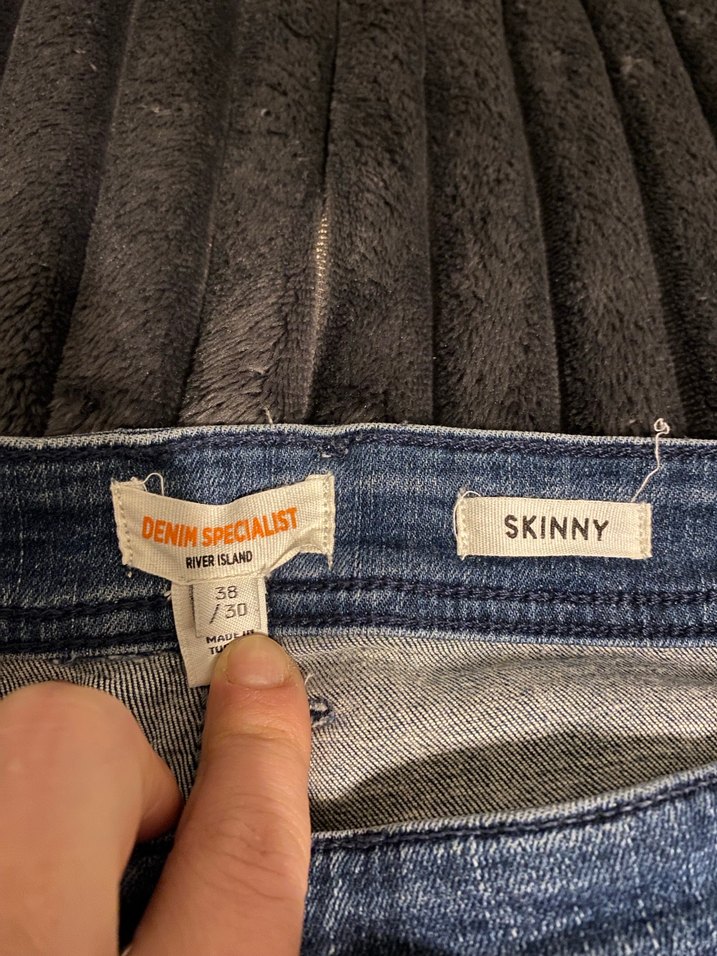 DENIM SPECIALIST
RIVER ISLAND
SKINNY
38
/ 30
MADE IN